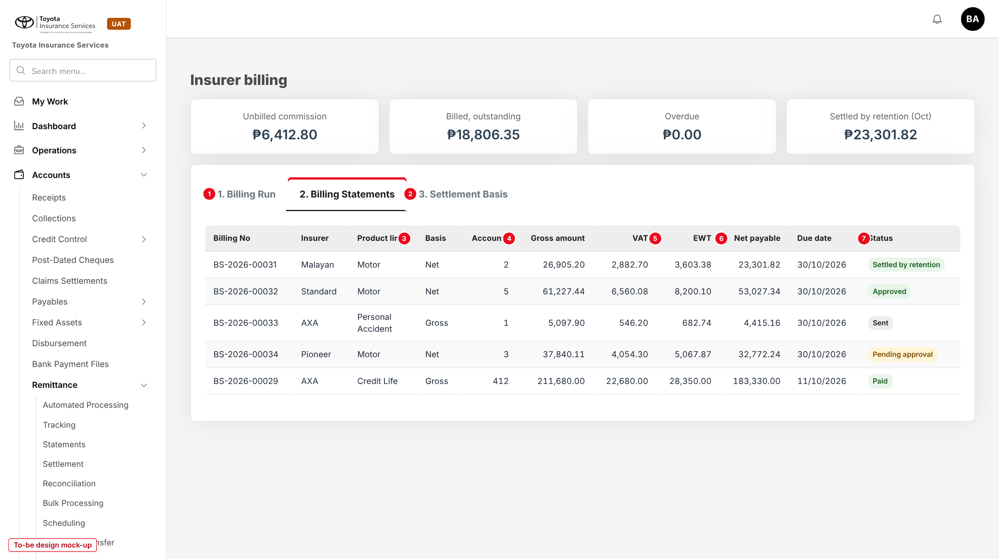 Toyota
Insurance Services
UAT
Toyota Insurance Services
Search menu...
My Work
Dashboard
Operations
Accounts
Receipts
Collections
Credit Control
Post-Dated Cheques
Claims Settlements
Payables
Fixed Assets
Disbursement
Bank Payment Files
Remittance
Automated Processing
Tracking
Statements
Settlement
Reconciliation
Bulk Processing
Scheduling
nsfer
To-be design mock-up
BA
Insurer billing
Unbilled commission
₱6,412.80
Billed, outstanding
₱18,806.35
Overdue
₱0.00
Settled by retention (Oct)
₱23,301.82
1 1. Billing Run 2. Billing Statements 2 3. Settlement Basis
Billing No Insurer Product lin 3 Basis Accoun 4 Gross amount VAT 5 EWT 6 Net payable Due date 7 Status
BS-2026-00031 Malayan Motor Net 2 26,905.20 2,882.70 3,603.38 23,301.82 30/10/2026 Settled by retention
BS-2026-00032 Standard Motor Net 5 61,227.44 6,560.08 8,200.10 53,027.34 30/10/2026 Approved
BS-2026-00033 AXA Personal Accident Gross 1 5,097.90 546.20 682.74 4,415.16 30/10/2026 Sent
BS-2026-00034 Pioneer Motor Net 3 37,840.11 4,054.30 5,067.87 32,772.24 30/10/2026 Pending approval
BS-2026-00029 AXA Credit Life Gross 412 211,680.00 22,680.00 28,350.00 183,330.00 11/10/2026 Paid